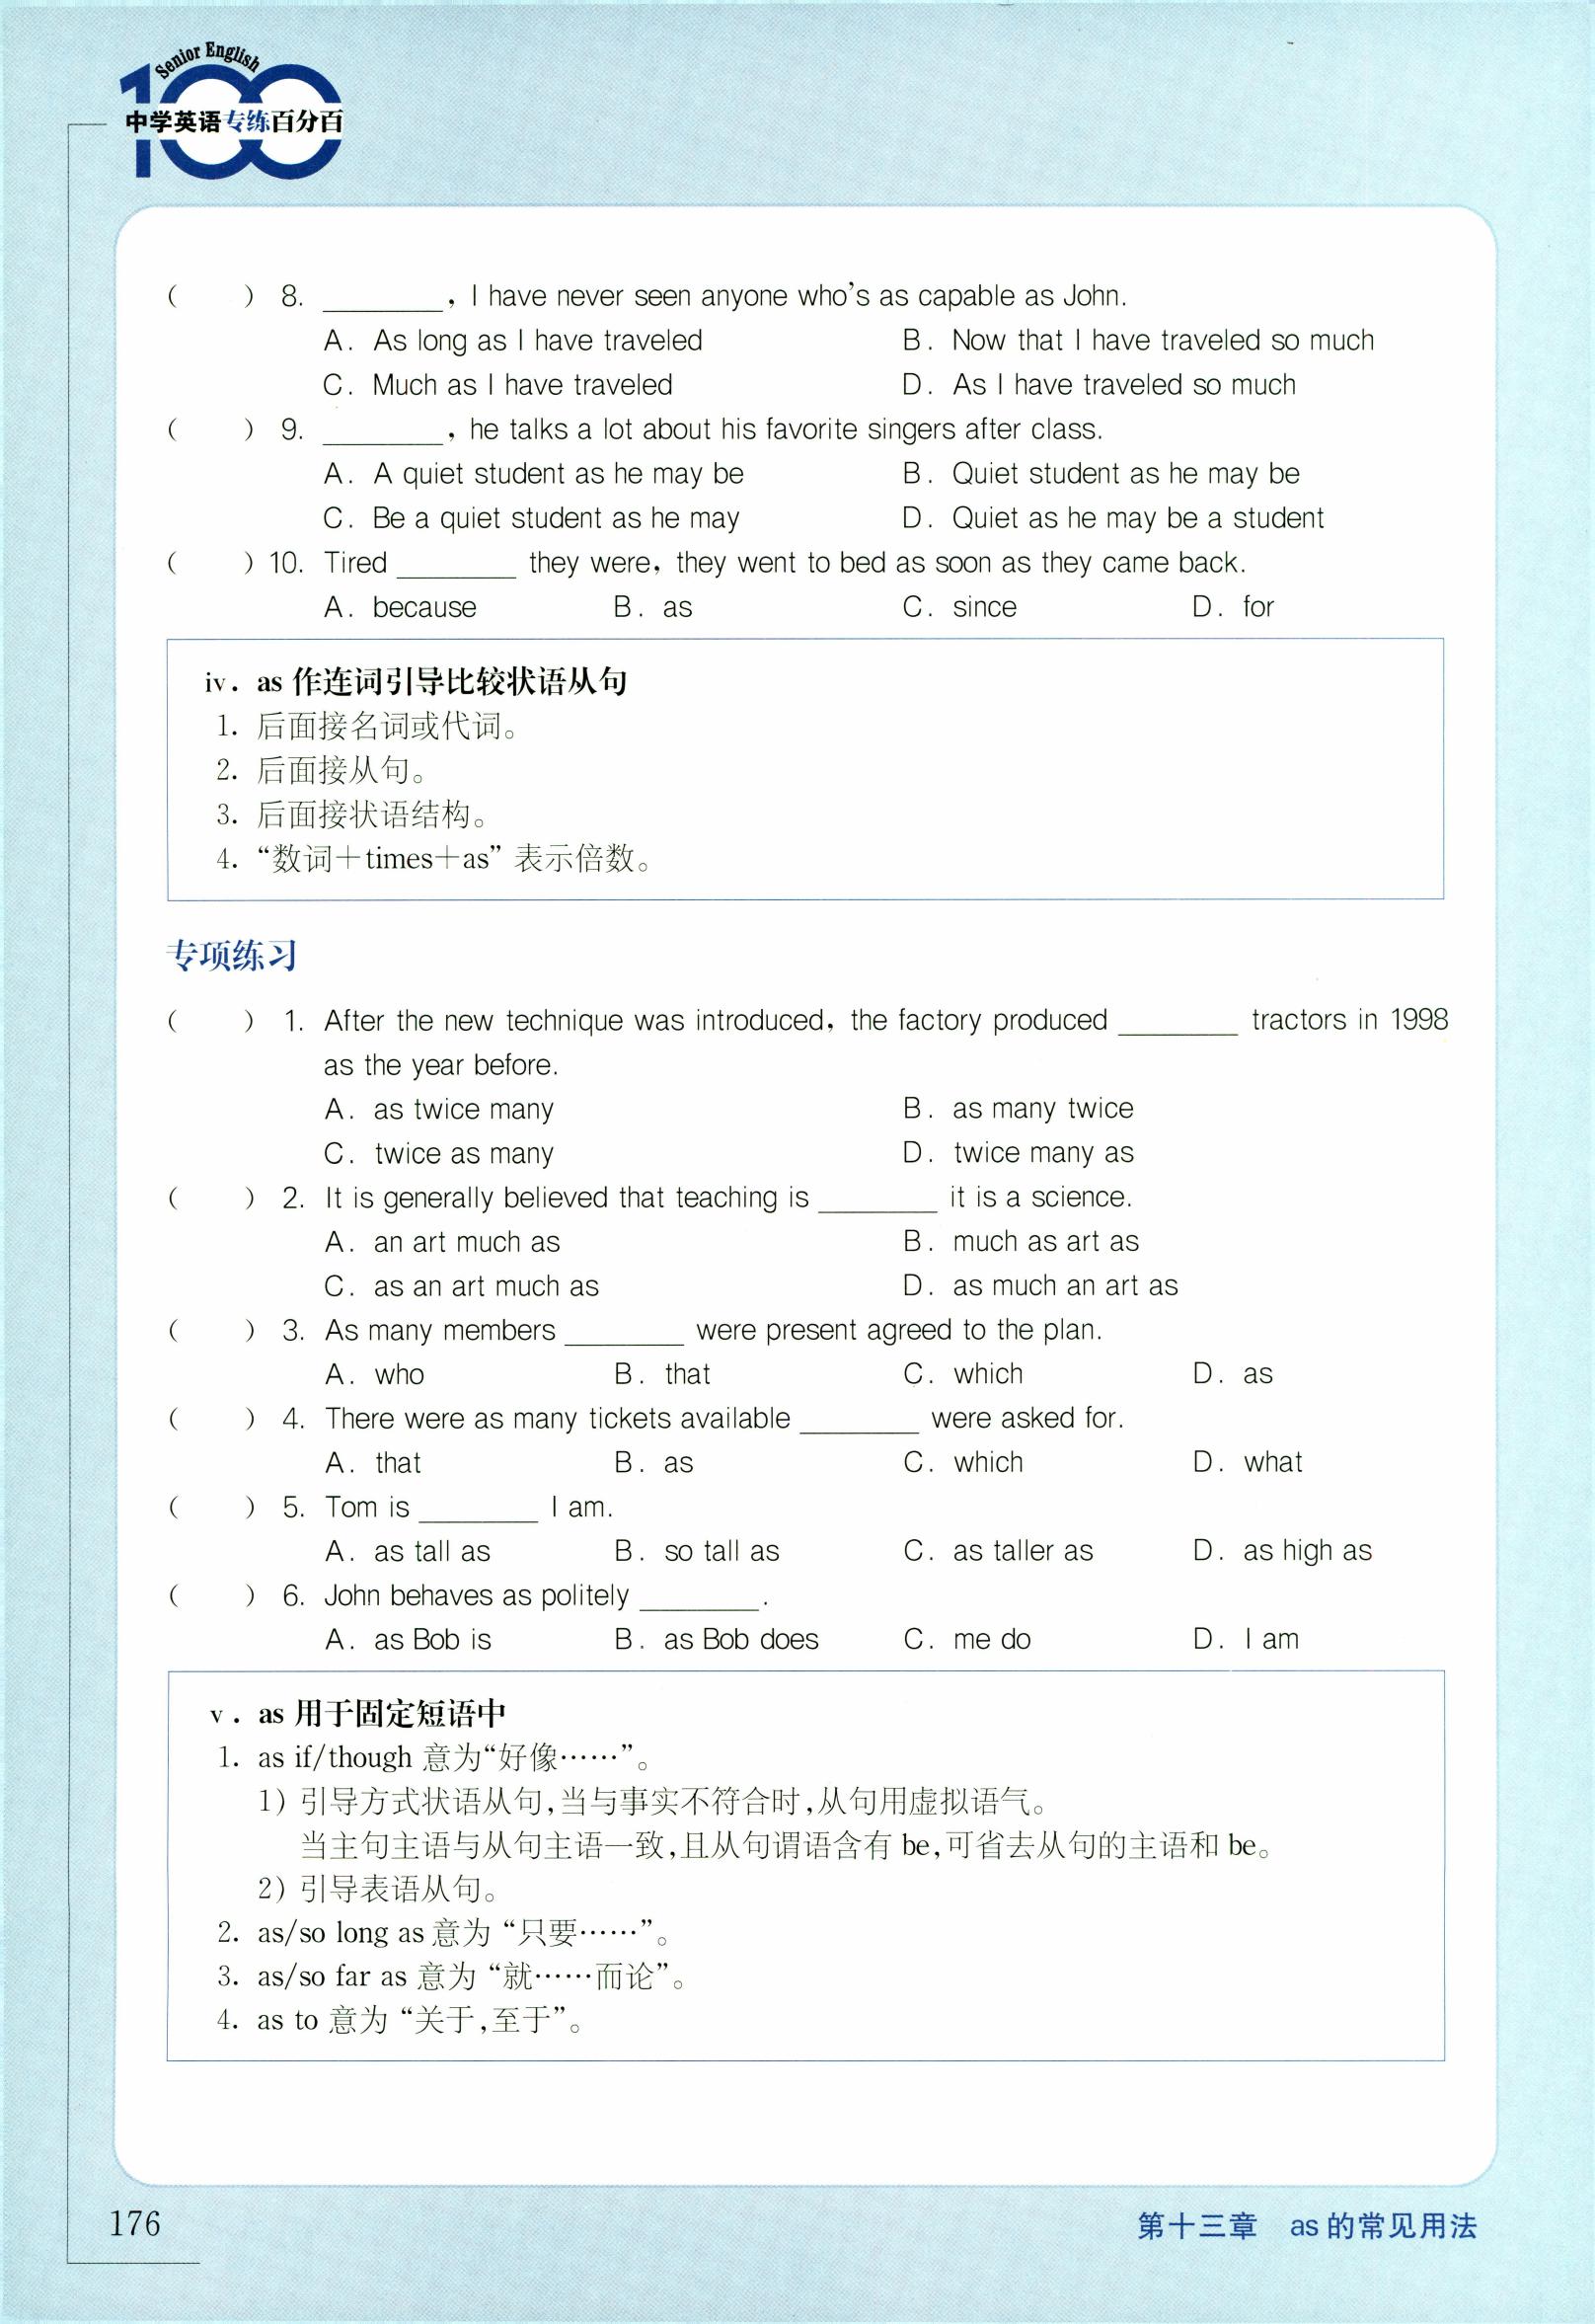 Senior English
100
中学英语专练百分百
(    ) 8. ________, I have never seen anyone who's as capable as John.
A. As long as I have traveled    B. Now that I have traveled so much
C. Much as I have traveled    D. As I have traveled so much
(    ) 9. ________, he talks a lot about his favorite singers after class.
A. A quiet student as he may be    B. Quiet student as he may be
C. Be a quiet student as he may    D. Quiet as he may be a student
(    ) 10. Tired ________ they were, they went to bed as soon as they came back.
A. because    B. as    C. since    D. for
iv. as 作连词引导比较状语从句
1. 后面接名词或代词。
2. 后面接从句。
3. 后面接状语结构。
4. “数词+times+as” 表示倍数。
专项练习
(    ) 1. After the new technique was introduced, the factory produced ________ tractors in 1998
as the year before.
A. as twice many    B. as many twice
C. twice as many    D. twice many as
(    ) 2. It is generally believed that teaching is ________ it is a science.
A. an art much as    B. much as art as
C. as an art much as    D. as much an art as
(    ) 3. As many members ________ were present agreed to the plan.
A. who    B. that    C. which    D. as
(    ) 4. There were as many tickets available ________ were asked for.
A. that    B. as    C. which    D. what
(    ) 5. Tom is ________ I am.
A. as tall as    B. so tall as    C. as taller as    D. as high as
(    ) 6. John behaves as politely ________.
A. as Bob is    B. as Bob does    C. me do    D. I am
v. as 用于固定短语中
1. as if/though 意为“好像……”。
1) 引导方式状语从句,当与事实不符合时,从句用虚拟语气。
当主句主语与从句主语一致,且从句谓语含有 be,可省去从句的主语和 be。
2) 引导表语从句。
2. as/so long as 意为 “只要……”。
3. as/so far as 意为 “就……而论”。
4. as to 意为 “关于,至于”。
176
第十三章 as 的常见用法